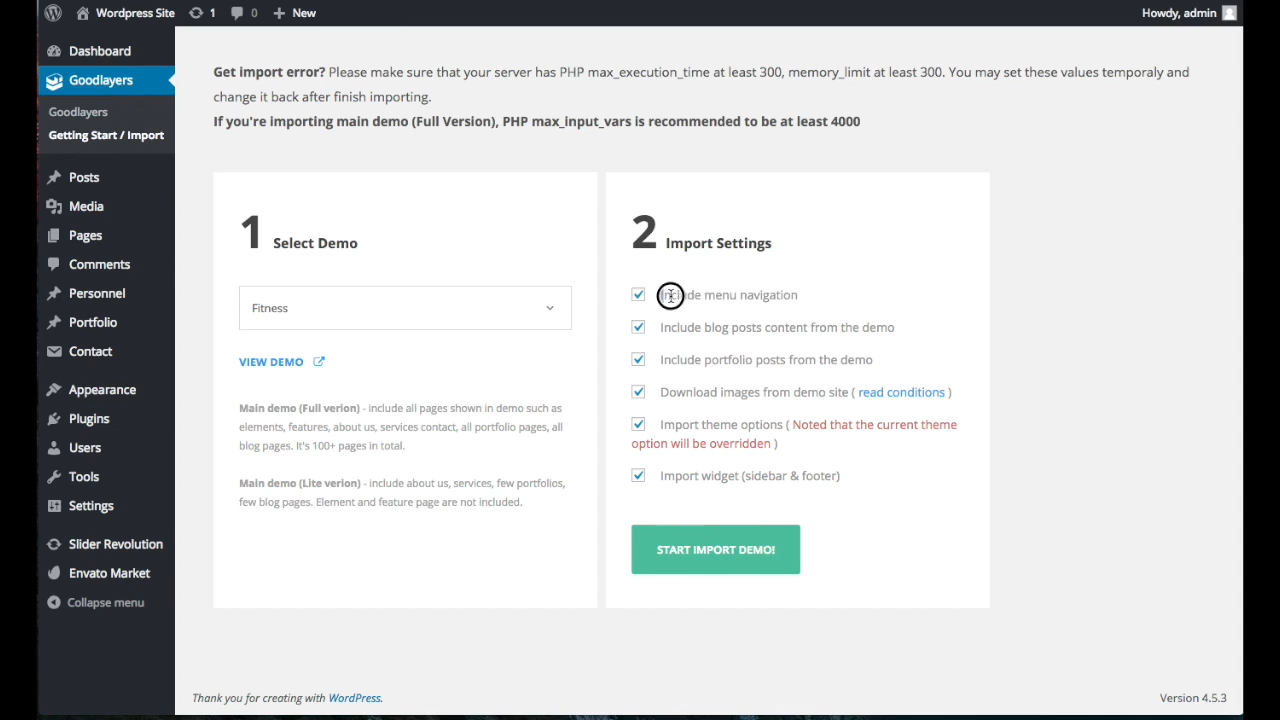 Wordpress Site 1 0 New Howdy, admin
Dashboard
Goodlayers
Goodlayers
Getting Start / Import
Posts
Media
Pages
Comments
Personnel
Portfolio
Contact
Appearance
Plugins
Users
Tools
Settings
Slider Revolution
Envato Market
Collapse menu
Get import error? Please make sure that your server has PHP max_execution_time at least 300, memory_limit at least 300. You may set these values temporaly and
change it back after finish importing.
If you're importing main demo (Full Version), PHP max_input_vars is recommended to be at least 4000
1 Select Demo
Fitness
VIEW DEMO
Main demo (Full verion) - include all pages shown in demo such as
elements, features, about us, services contact, all portfolio pages, all
blog pages. It's 100+ pages in total.
Main demo (Lite verion) - include about us, services, few portfolios,
few blog pages. Element and feature page are not included.
2 Import Settings
Include menu navigation
Include blog posts content from the demo
Include portfolio posts from the demo
Download images from demo site ( read conditions )
Import theme options ( Noted that the current theme
option will be overridden )
Import widget (sidebar & footer)
START IMPORT DEMO!
Thank you for creating with WordPress.
Version 4.5.3